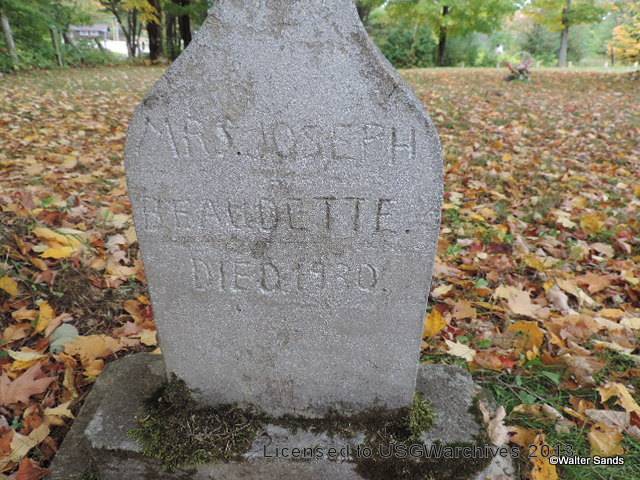 MRS. JOSEPH
BEAUDETTE.
DIED.1930.
Licensed to USGWarchives 2013
©Walter Sands